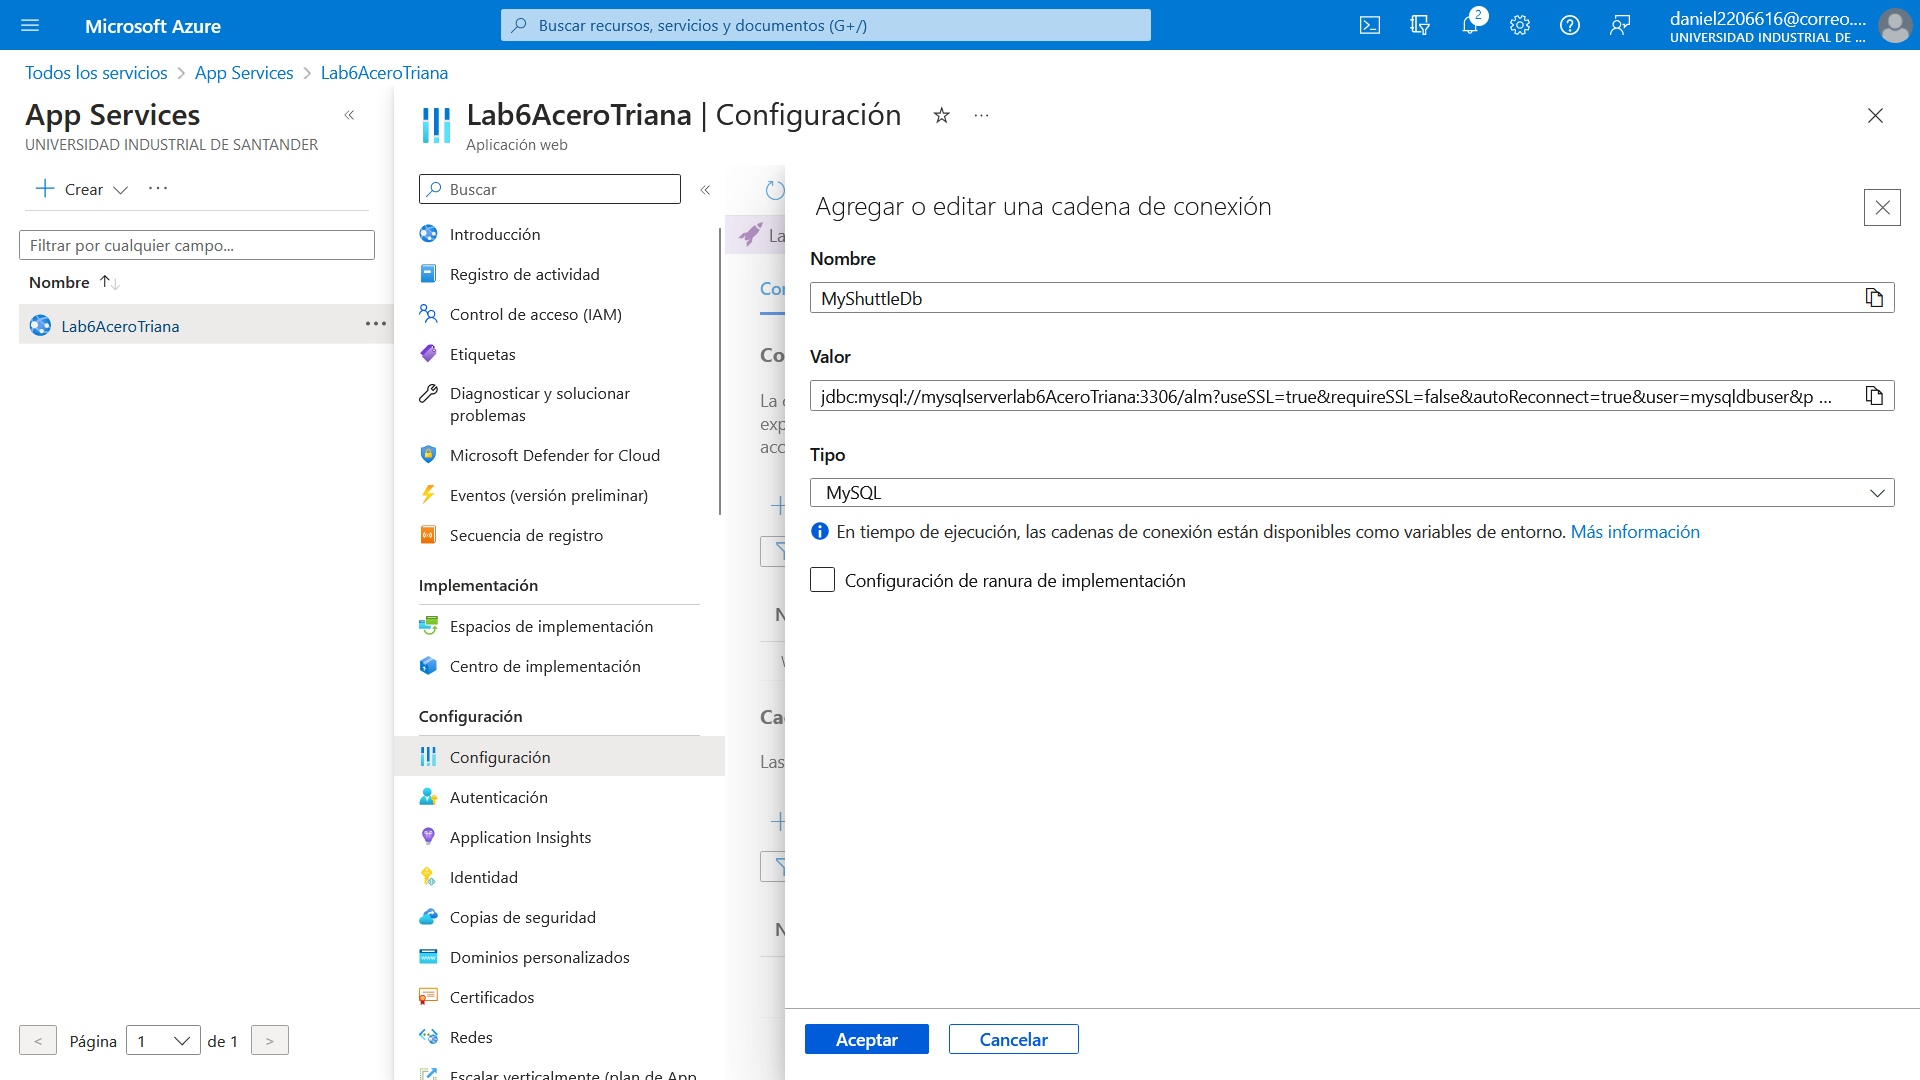 Microsoft Azure
Buscar recursos, servicios y documentos (G+/)
2
daniel2206616@correo....
UNIVERSIDAD INDUSTRIAL DE ...
Todos los servicios > App Services > Lab6AceroTriana
App Services
UNIVERSIDAD INDUSTRIAL DE SANTANDER
Crear
Filtrar por cualquier campo...
Nombre
Lab6AceroTriana
Página 1 de 1
Lab6AceroTriana | Configuración
Aplicación web
Buscar
Introducción
Registro de actividad
Control de acceso (IAM)
Etiquetas
Diagnosticar y solucionar
problemas
Microsoft Defender for Cloud
Eventos (versión preliminar)
Secuencia de registro
Implementación
Espacios de implementación
Centro de implementación
Configuración
Configuración
Autenticación
Application Insights
Identidad
Copias de seguridad
Dominios personalizados
Certificados
Redes
Escalar verticalmente (plan de App
La
Co
La
exp
acc
N
Ca
Las
N
Agregar o editar una cadena de conexión
Nombre
MyShuttleDb
Valor
jdbc:mysql://mysqlserverlab6AceroTriana:3306/alm?useSSL=true&requireSSL=false&autoReconnect=true&user=mysqldbuser&p ...
Tipo
MySQL
En tiempo de ejecución, las cadenas de conexión están disponibles como variables de entorno. Más información
Configuración de ranura de implementación
Aceptar
Cancelar